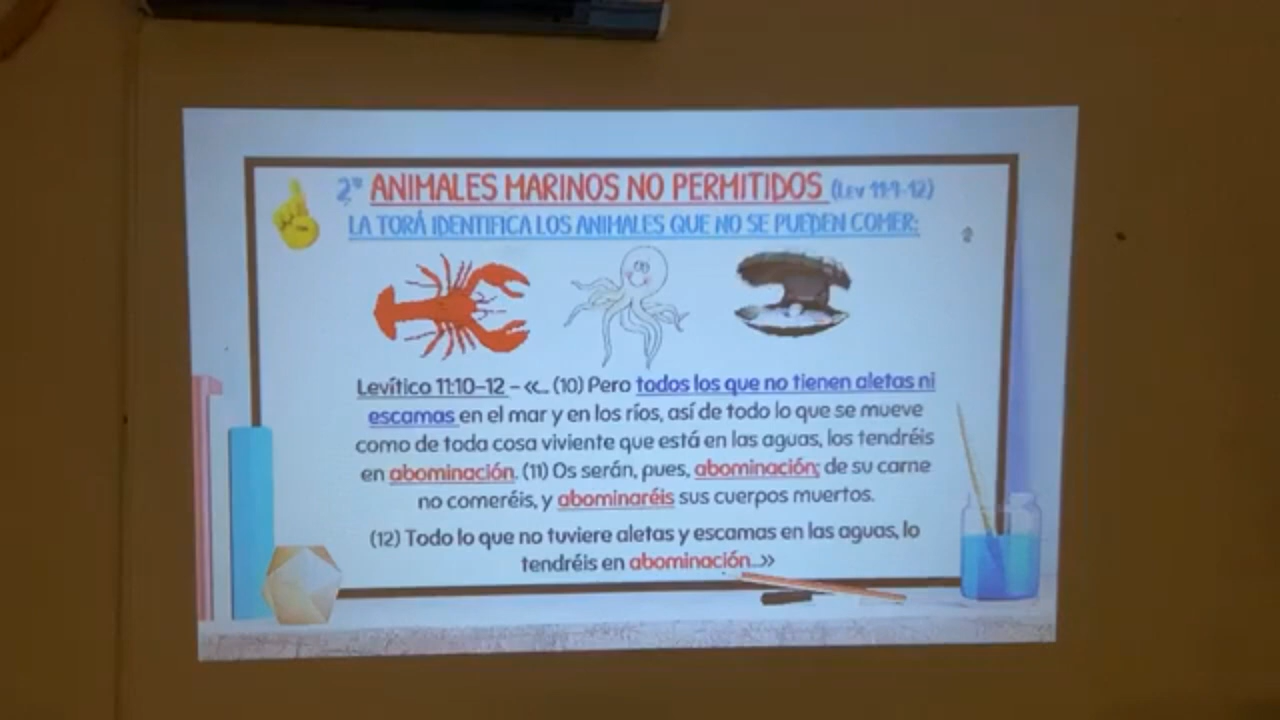 2º ANIMALES MARINOS NO PERMITIDOS (Lev 11:9-12)
LA TORÁ IDENTIFICA LOS ANIMALES QUE NO SE PUEDEN COMER:
Levítico 11:10-12 – «... (10) Pero todos los que no tienen aletas ni
escamas en el mar y en los ríos, así de todo lo que se mueve
como de toda cosa viviente que está en las aguas, los tendréis
en abominación. (11) Os serán, pues, abominación; de su carne
no comeréis, y abominaréis sus cuerpos muertos.
(12) Todo lo que no tuviere aletas y escamas en las aguas, lo
tendréis en abominación...»